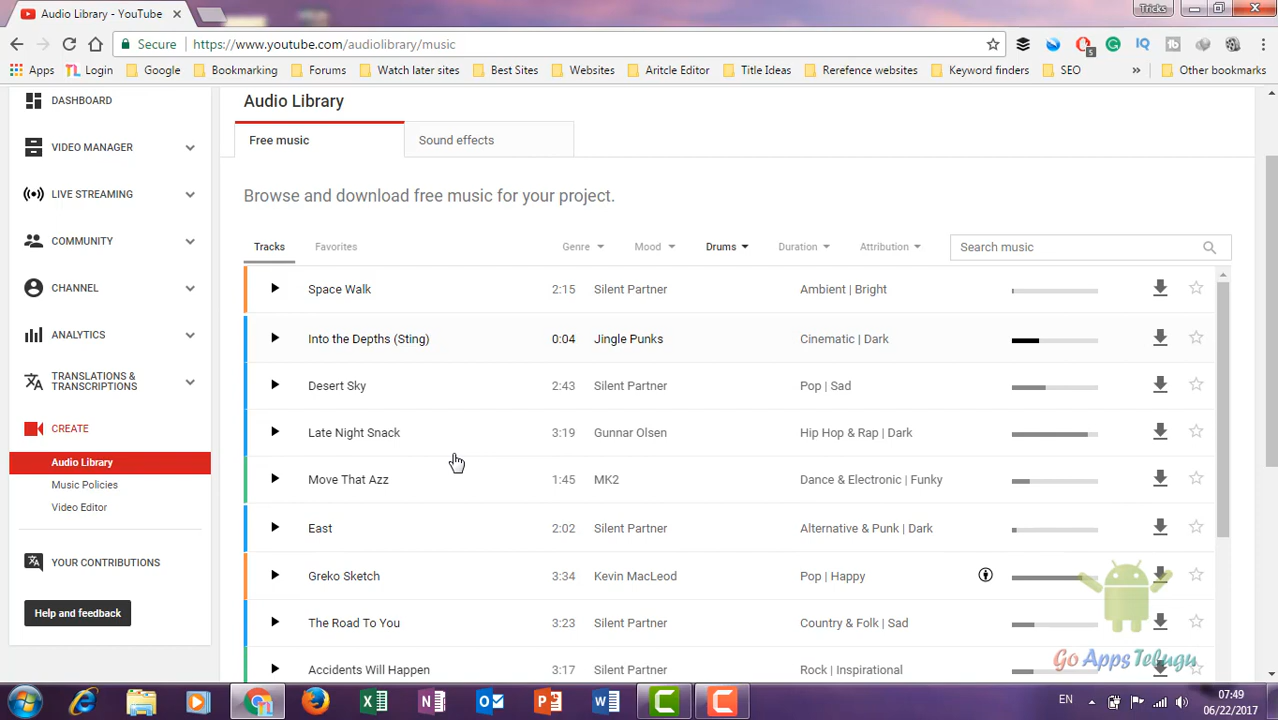 Audio Library - YouTube
Tricks
Secure
https://www.youtube.com/audiolibrary/music
5
Apps
Login
Google
Bookmarking
Forums
Watch later sites
Best Sites
Websites
Aritcle Editor
Title Ideas
Rerefence websites
Keyword finders
SEO
Other bookmarks
DASHBOARD
VIDEO MANAGER
LIVE STREAMING
COMMUNITY
CHANNEL
ANALYTICS
TRANSLATIONS &
TRANSCRIPTIONS
CREATE
Audio Library
Music Policies
Video Editor
YOUR CONTRIBUTIONS
Help and feedback
Audio Library
Free music
Sound effects
Browse and download free music for your project.
Tracks Favorites Genre Mood Drums Duration Attribution Search music
Space Walk 2:15 Silent Partner Ambient | Bright
Into the Depths (Sting) 0:04 Jingle Punks Cinematic | Dark
Desert Sky 2:43 Silent Partner Pop | Sad
Late Night Snack 3:19 Gunnar Olsen Hip Hop & Rap | Dark
Move That Azz 1:45 MK2 Dance & Electronic | Funky
East 2:02 Silent Partner Alternative & Punk | Dark
Greko Sketch 3:34 Kevin MacLeod Pop | Happy
The Road To You 3:23 Silent Partner Country & Folk | Sad
Accidents Will Happen 3:17 Silent Partner Rock | Inspirational
Go Apps Telugu
EN
07:49
06/22/2017